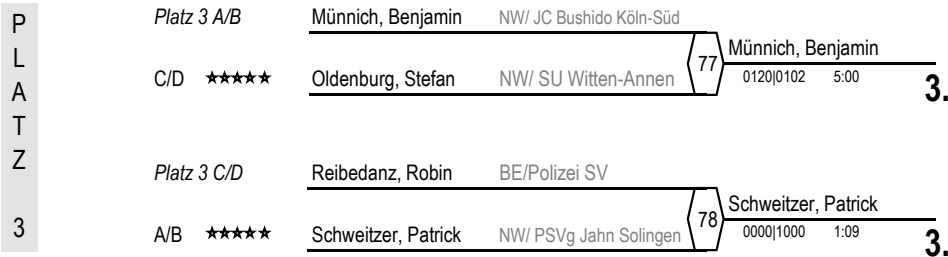 PLATZ 3
Platz 3 A/B Münnich, Benjamin NW/ JC Bushido Köln-Süd
77 Münnich, Benjamin
C/D ★★★★★ Oldenburg, Stefan NW/ SU Witten-Annen 0120|0102 5:00 3.
Platz 3 C/D Reibedanz, Robin BE/Polizei SV
78 Schweitzer, Patrick
A/B ★★★★★ Schweitzer, Patrick NW/ PSVg Jahn Solingen 0000|1000 1:09 3.